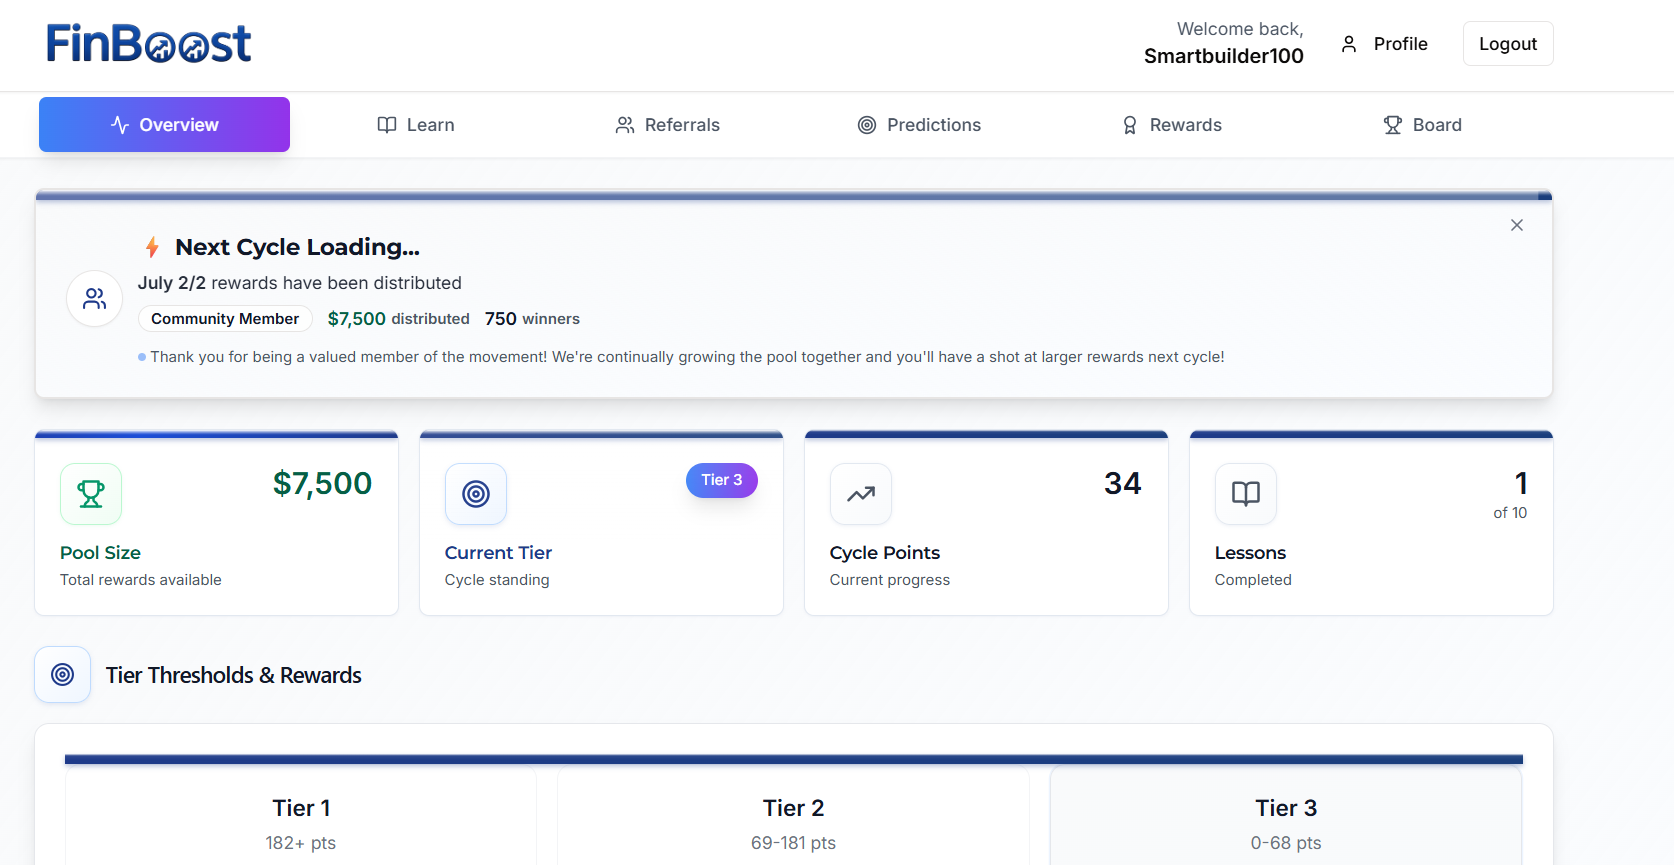 FinBoost
Welcome back,
Smartbuilder100
Profile
Logout
Overview
Learn
Referrals
Predictions
Rewards
Board
Next Cycle Loading...
July 2/2 rewards have been distributed
Community Member $7,500 distributed 750 winners
Thank you for being a valued member of the movement! We're continually growing the pool together and you'll have a shot at larger rewards next cycle!
$7,500
Pool Size
Total rewards available
Tier 3
Current Tier
Cycle standing
34
Cycle Points
Current progress
1
of 10
Lessons
Completed
Tier Thresholds & Rewards
Tier 1
182+ pts
Tier 2
69-181 pts
Tier 3
0-68 pts